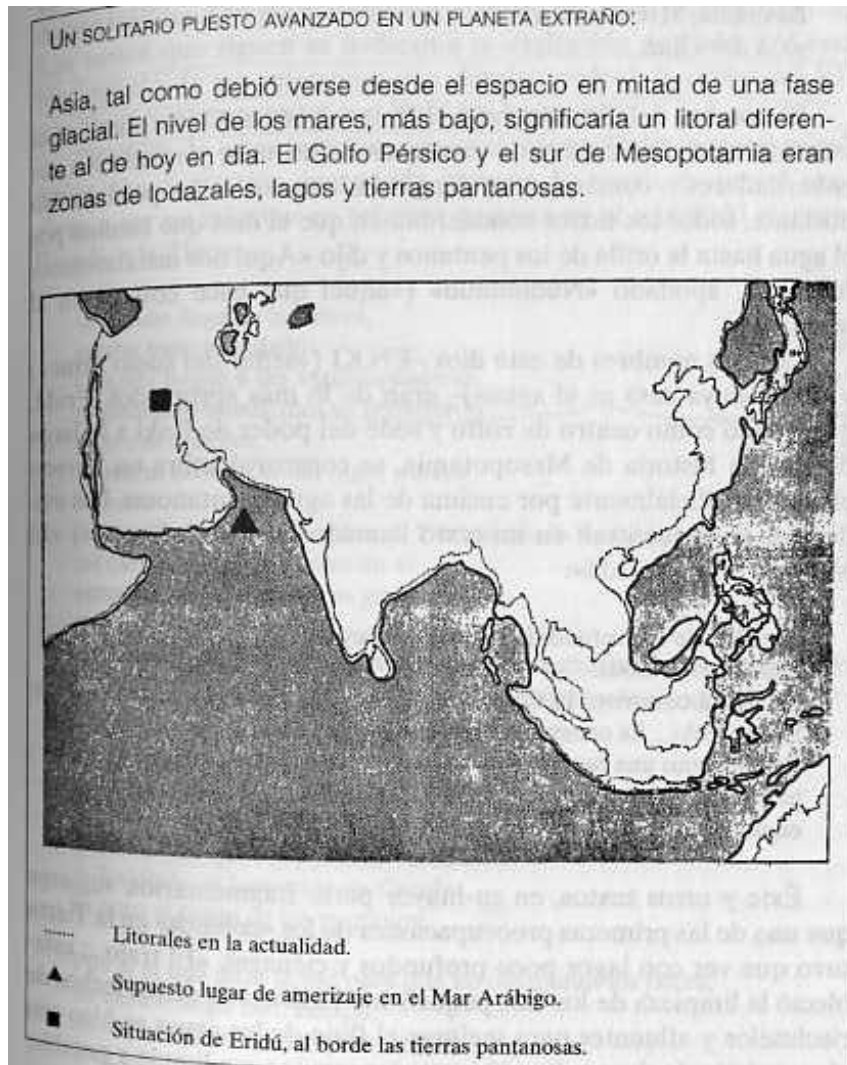 UN SOLITARIO PUESTO AVANZADO EN UN PLANETA EXTRAÑO:
Asia, tal como debió verse desde el espacio en mitad de una fase
glacial. El nivel de los mares, más bajo, significaría un litoral diferen-
te al de hoy en día. El Golfo Pérsico y el sur de Mesopotamia eran
zonas de lodazales, lagos y tierras pantanosas.
Litorales en la actualidad.
Supuesto lugar de amerizaje en el Mar Arábigo.
Situación de Eridú, al borde las tierras pantanosas.